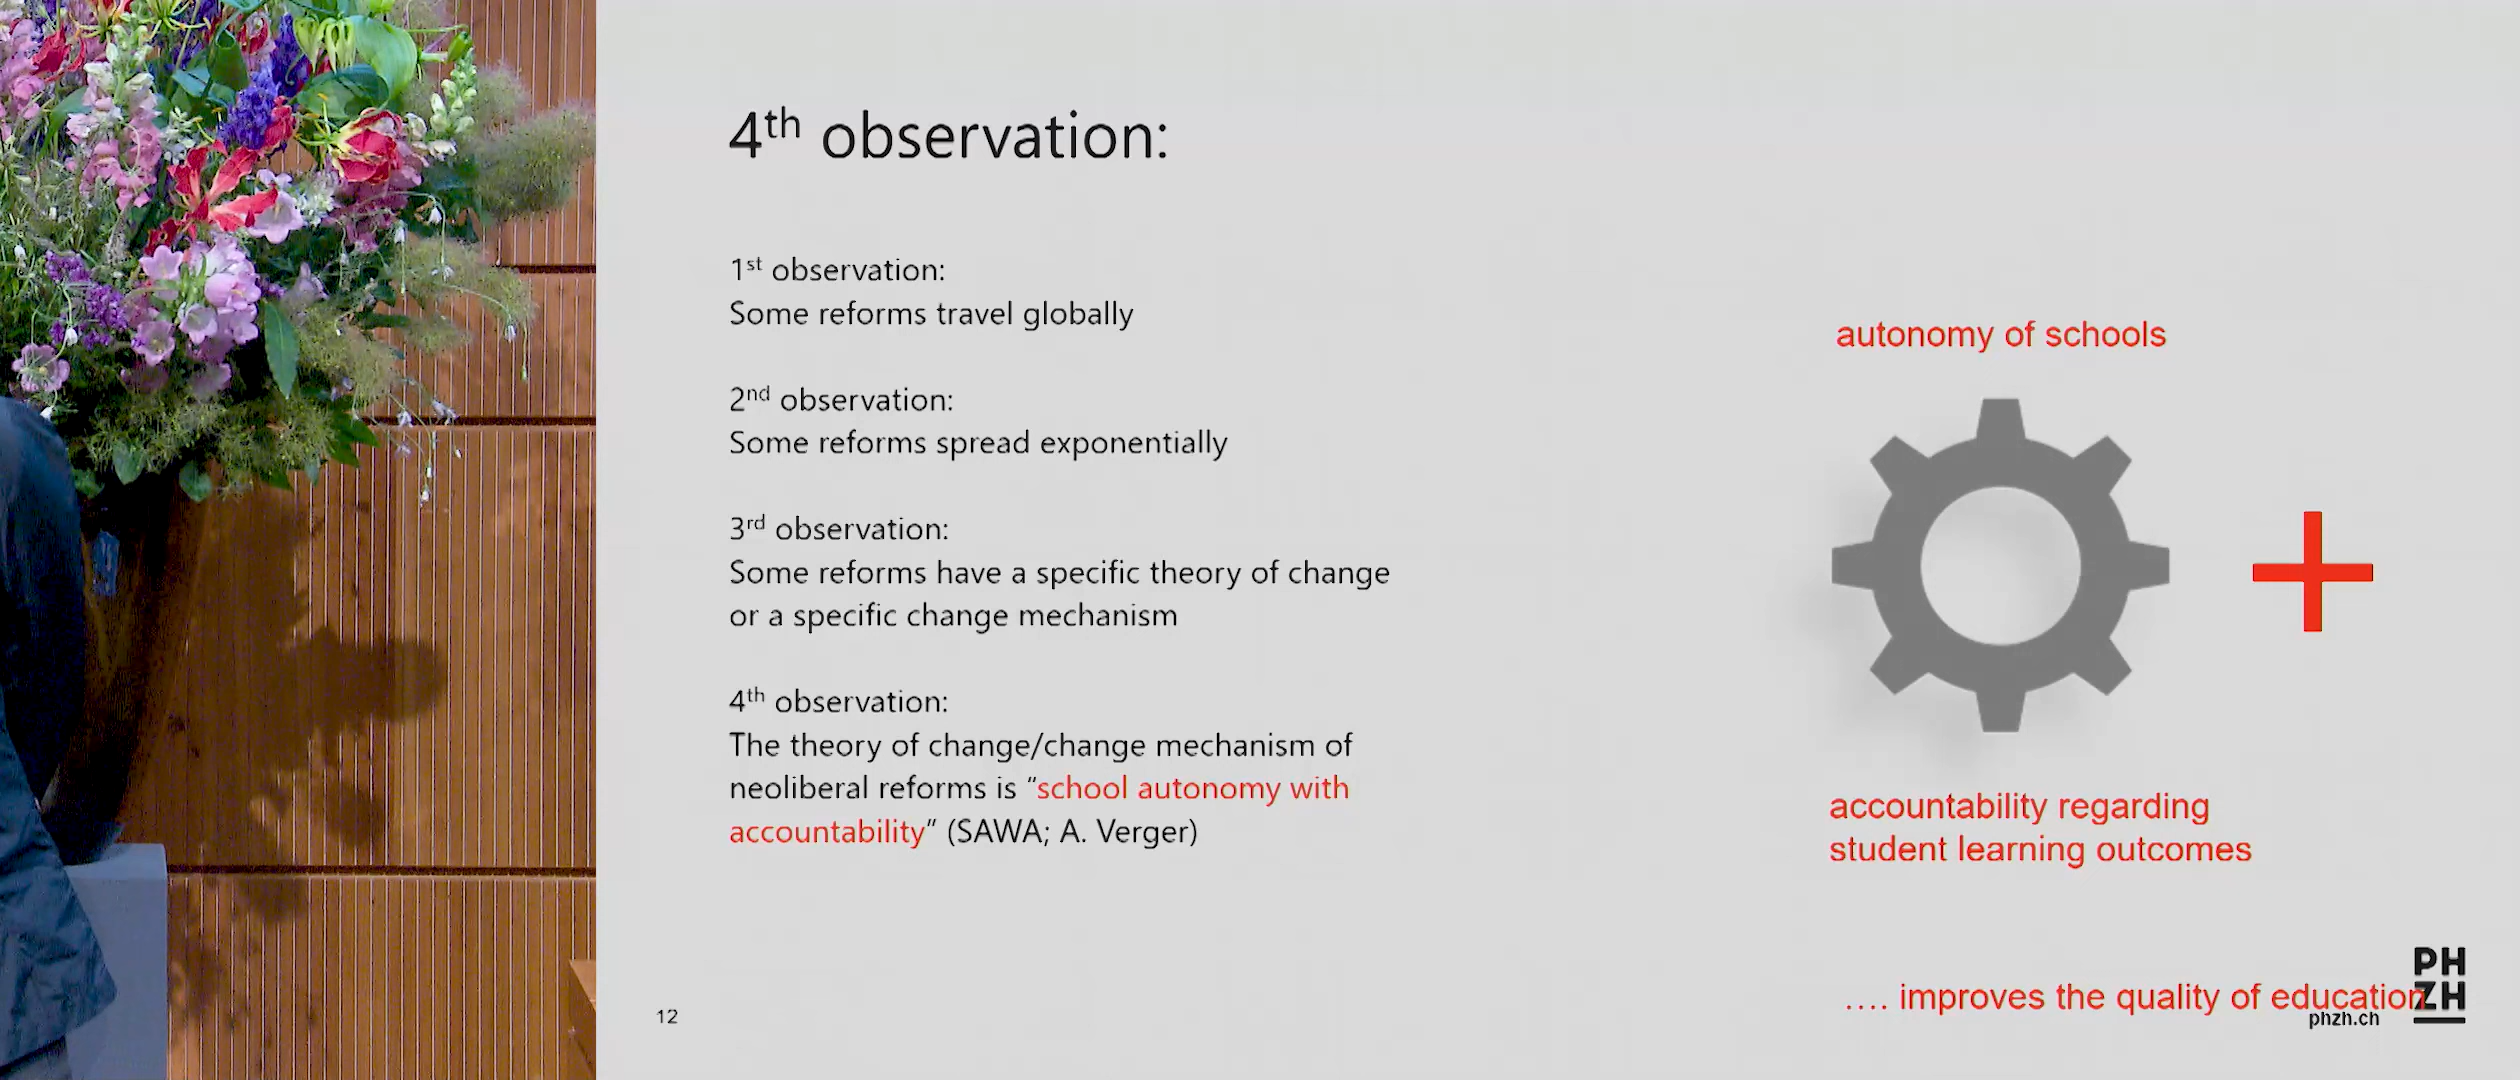 4th observation:
1st observation:
Some reforms travel globally
2nd observation:
Some reforms spread exponentially
3rd observation:
Some reforms have a specific theory of change
or a specific change mechanism
4th observation:
The theory of change/change mechanism of
neoliberal reforms is “school autonomy with
accountability” (SAWA; A. Verger)
autonomy of schools
accountability regarding
student learning outcomes
…. improves the quality of education
12
PH
ZH
phzh.ch